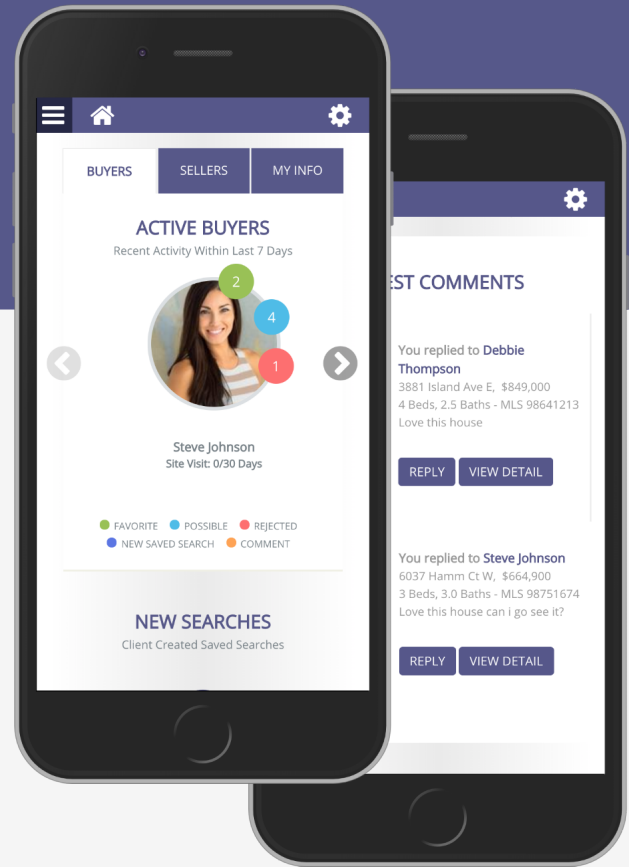 BUYERS
SELLERS
MY INFO
ACTIVE BUYERS
Recent Activity Within Last 7 Days
2
4
1
Steve Johnson
Site Visit: 0/30 Days
FAVORITE
POSSIBLE
REJECTED
NEW SAVED SEARCH
COMMENT
NEW SEARCHES
Client Created Saved Searches
EST COMMENTS
You replied to Debbie
Thompson
3881 Island Ave E, $849,000
4 Beds, 2.5 Baths - MLS 98641213
Love this house
REPLY
VIEW DETAIL
You replied to Steve Johnson
6037 Hamm Ct W, $664,900
3 Beds, 3.0 Baths - MLS 98751674
Love this house can i go see it?
REPLY
VIEW DETAIL